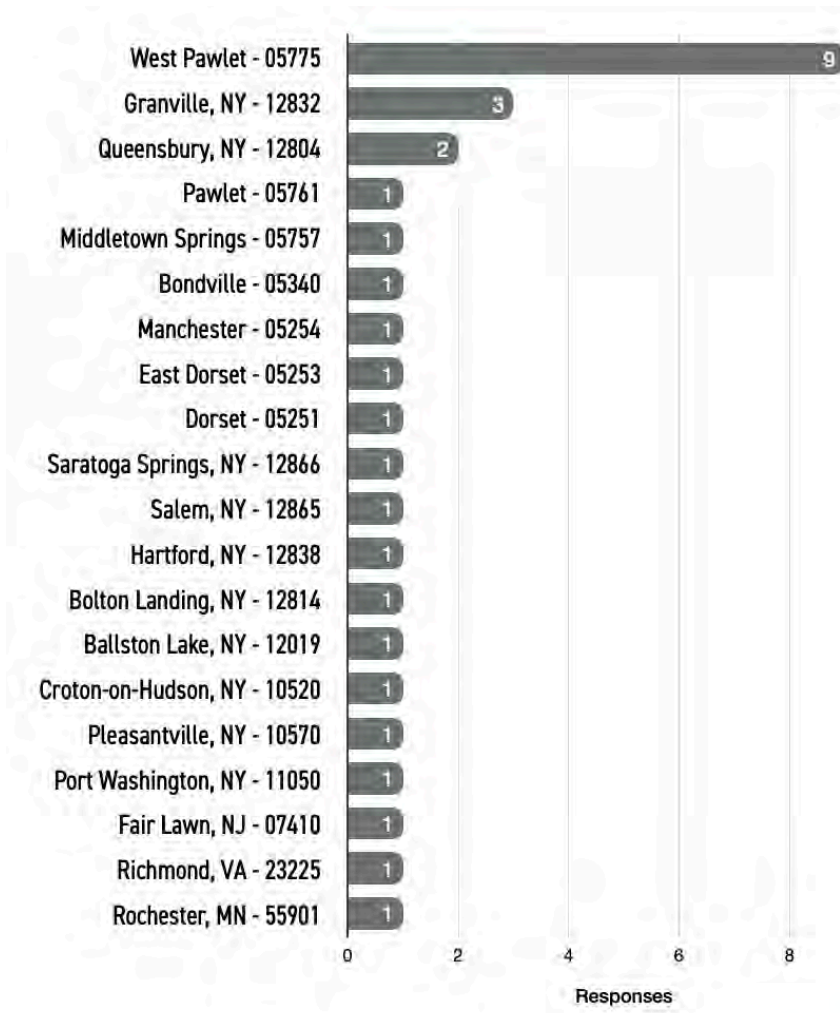 West Pawlet - 05775 9
Granville, NY - 12832 3
Queensbury, NY - 12804 2
Pawlet - 05761 1
Middletown Springs - 05757 1
Bondville - 05340 1
Manchester - 05254 1
East Dorset - 05253 1
Dorset - 05251 1
Saratoga Springs, NY - 12866 1
Salem, NY - 12865 1
Hartford, NY - 12838 1
Bolton Landing, NY - 12814 1
Ballston Lake, NY - 12019 1
Croton-on-Hudson, NY - 10520 1
Pleasantville, NY - 10570 1
Port Washington, NY - 11050 1
Fair Lawn, NJ - 07410 1
Richmond, VA - 23225 1
Rochester, MN - 55901 1
0 2 4 6 8
Responses